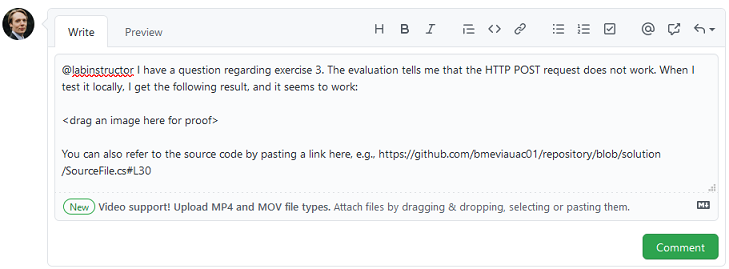 Write
Preview
@labinstructor I have a question regarding exercise 3. The evaluation tells me that the HTTP POST request does not work. When I
test it locally, I get the following result, and it seems to work:
<drag an image here for proof>
You can also refer to the source code by pasting a link here, e.g., https://github.com/bmeviauac01/repository/blob/solution
/SourceFile.cs#L30
New Video support! Upload MP4 and MOV file types. Attach files by dragging & dropping, selecting or pasting them.
Comment